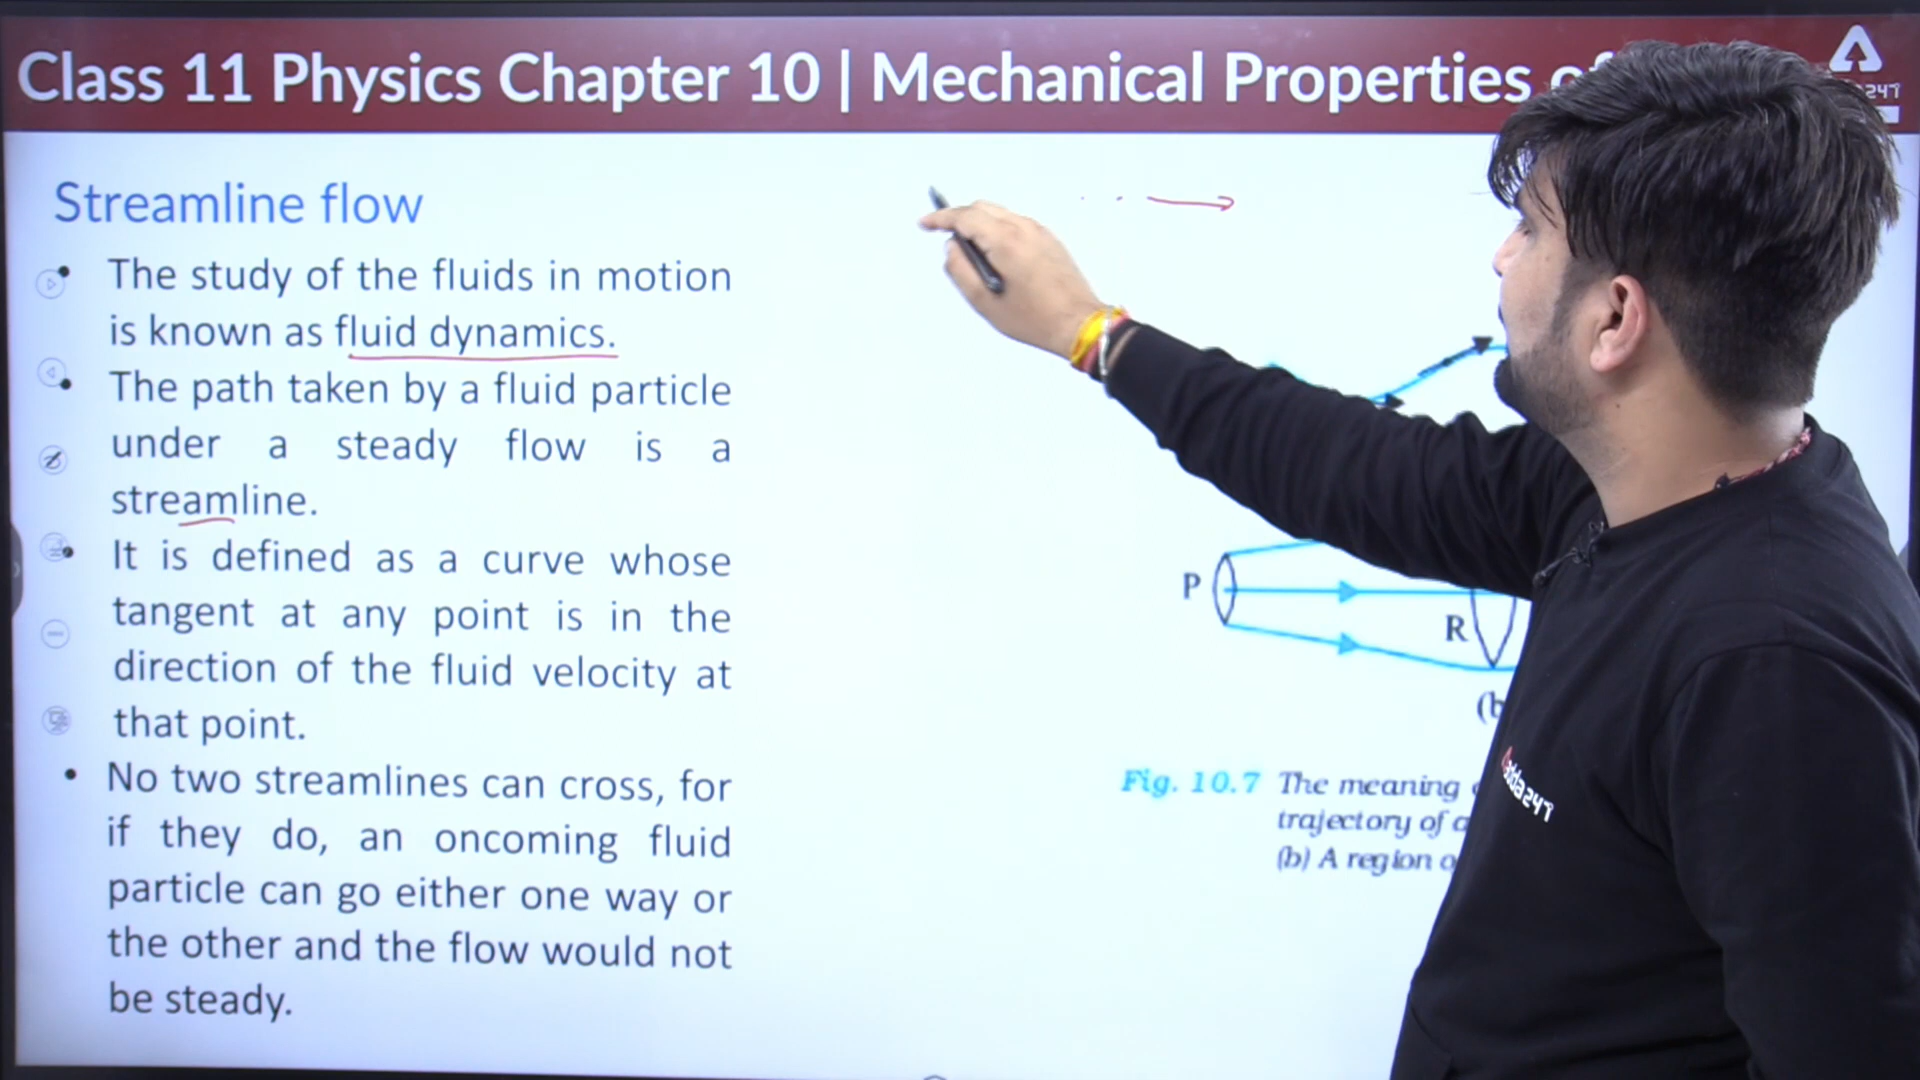 Class 11 Physics Chapter 10 | Mechanical Properties of
247
Streamline flow
• The study of the fluids in motion
is known as fluid dynamics.
• The path taken by a fluid particle
under a steady flow is a
streamline.
• It is defined as a curve whose
tangent at any point is in the
direction of the fluid velocity at
that point.
• No two streamlines can cross, for
if they do, an oncoming fluid
particle can go either one way or
the other and the flow would not
be steady.
P
R
(b
Fig. 10.7 The meaning
trajectory of a
(b) A region o
Adda247